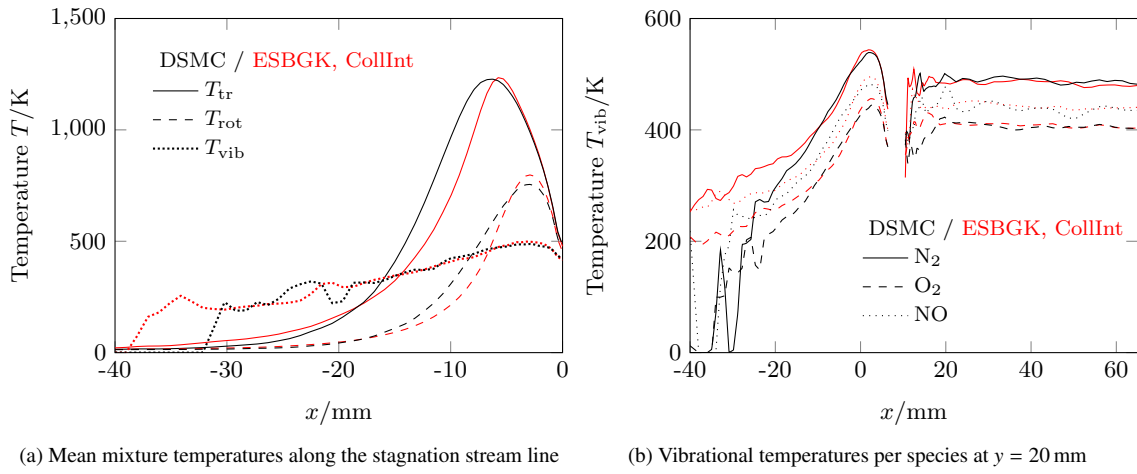 1,500
1,000
500
0
-40
-30
-20
-10
0
Temperature T/K
x/mm
DSMC / ESBGK, CollInt
T_tr
T_rot
T_vib
(a) Mean mixture temperatures along the stagnation stream line
600
400
200
0
-40
-20
0
20
40
60
Temperature T_vib/K
x/mm
DSMC / ESBGK, CollInt
N₂
O₂
NO
(b) Vibrational temperatures per species at y = 20 mm